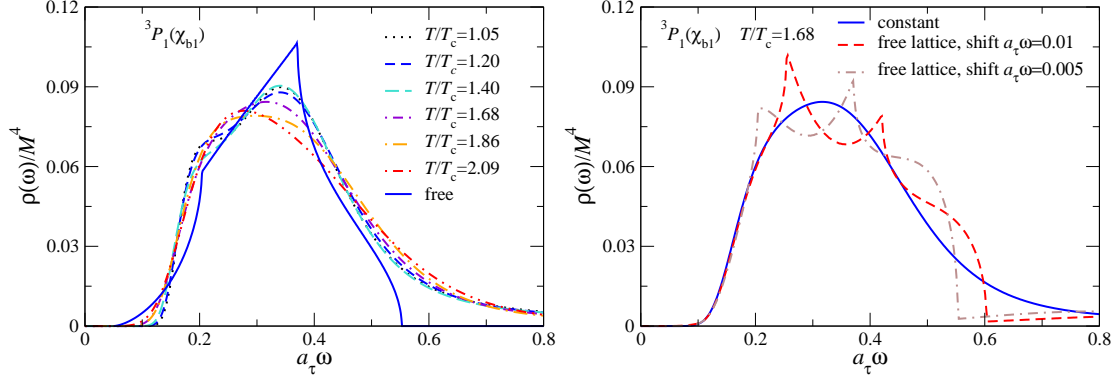 ³P₁(χb1)
T/Tc=1.05
T/Tc=1.20
T/Tc=1.40
T/Tc=1.68
T/Tc=1.86
T/Tc=2.09
free
ρ(ω)/M⁴
0.12
0.09
0.06
0.03
0
0 0.2 0.4 0.6 0.8
aτω
³P₁(χb1) T/Tc=1.68
constant
free lattice, shift aτω=0.01
free lattice, shift aτω=0.005
ρ(ω)/M⁴
0.12
0.09
0.06
0.03
0
0 0.2 0.4 0.6 0.8
aτω